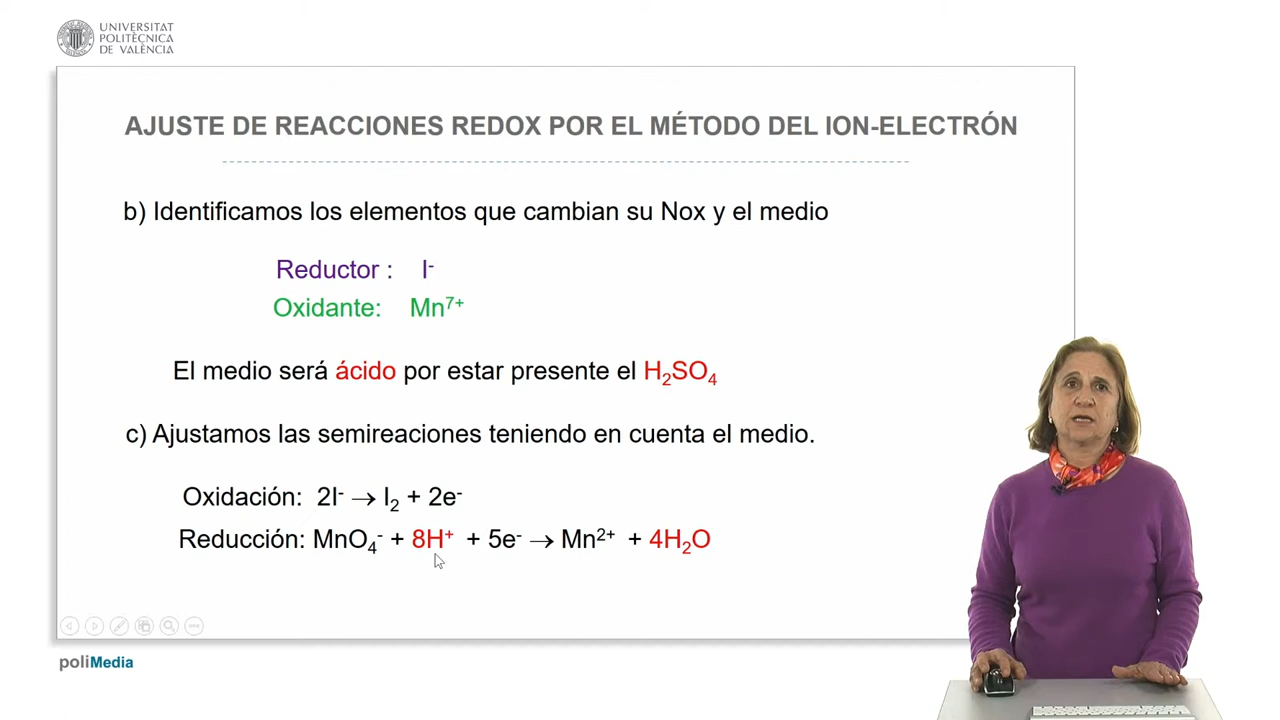 UNIVERSITAT
POLITÈCNICA
DE VALÈNCIA
AJUSTE DE REACCIONES REDOX POR EL MÉTODO DEL ION-ELECTRÓN
b) Identificamos los elementos que cambian su Nox y el medio
Reductor : I⁻
Oxidante: Mn⁷⁺
El medio será ácido por estar presente el H₂SO₄
c) Ajustamos las semireaciones teniendo en cuenta el medio.
Oxidación: 2I⁻ → I₂ + 2e⁻
Reducción: MnO₄⁻ + 8H⁺ + 5e⁻ → Mn²⁺ + 4H₂O
poliMedia